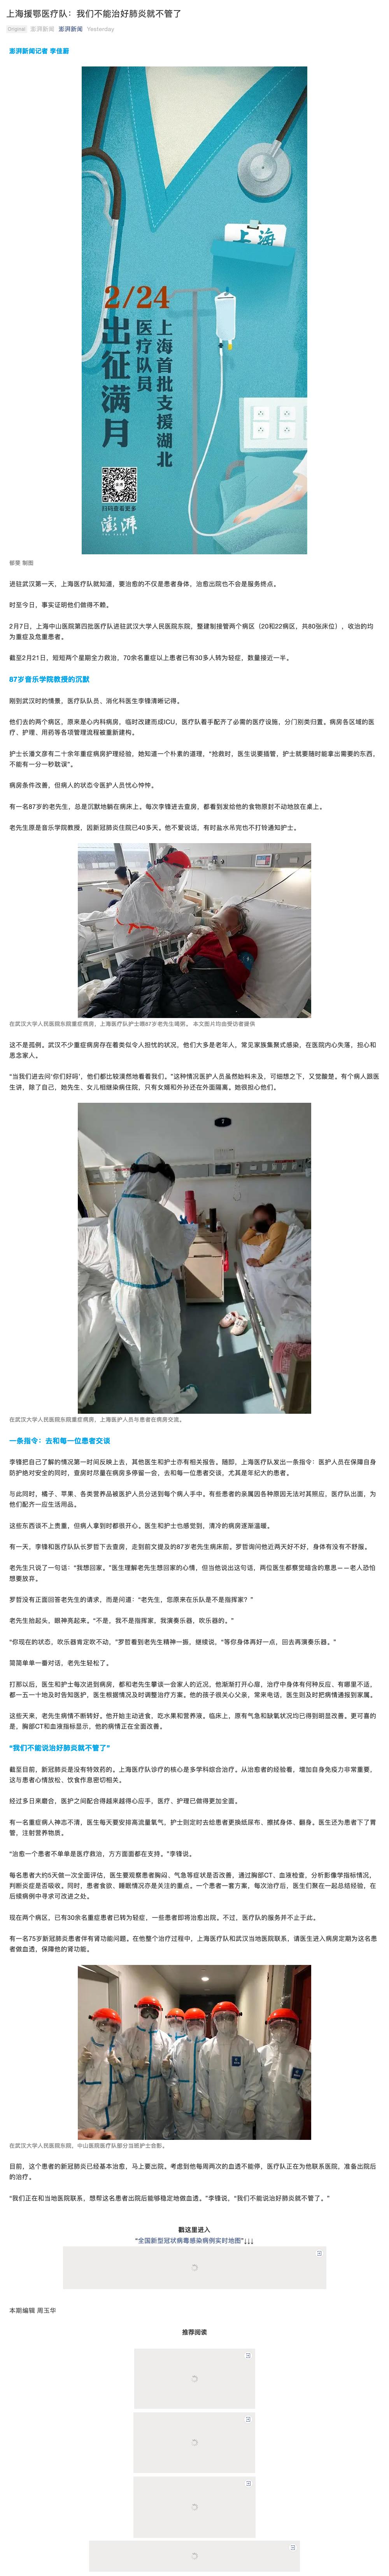 上海援鄂医疗队：我们不能治好肺炎就不管了
Original 澎湃新闻 澎湃新闻 Yesterday
澎湃新闻记者 李佳蔚
上海
2/24
出征满月
医疗队员
上海首批支援湖北
扫码查看更多
澎湃
制图
进驻武汉第一天，上海医疗队就知道，要治愈的不仅是患者身体，治愈出院也不会是服务终点。
时至今日，事实证明他们做得不赖。
2月7日，上海中山医院第四批医疗队进驻武汉大学人民医院东院，整建制接管两个病区（20和22病区，共80张床位），收治的均
为重症及危重患者。
截至2月21日，短短两个星期全力救治，70余名重症以上患者已有30多人转为轻症，数量接近一半。
87岁音乐学院教授的沉默
刚到武汉时的情景，医疗队队员、消化科医生李锋清晰记得。
他们去的两个病区，原来是心内科病房，临时改建而成ICU，医疗队着手配齐了必需的医疗设施，分门别类归置。病房各区域的医
疗、护理，用药等各项管理流程被重新建构。
护士长潘文彦有二十余年重症病房护理经验，她知道一个朴素的道理，“抢救时，医生说要插管，护士就要随时能拿出需要的东西，
不能有一分一秒耽误”。
病房条件改善，但病人的状态令医护人员忧心忡忡。
有一名87岁的老先生，总是沉默地躺在病床上。每次李锋进去查房，都看到发给他的食物原封不动地放在桌上。
老先生原是音乐学院教授，因新冠肺炎住院已40多天。他不爱说话，有时盐水吊完也不打铃通知护士。
在武汉大学人民医院东院重症病房，上海医疗队护士喂87岁老先生喝粥。 本文图片均由受访者提供
这不是孤例。武汉不少重症病房存在着类似令人担忧的状况，他们大多是老年人，常见家族集聚式感染，在医院内心失落，担心和
思念家人。
“当我们进去问‘你们好吗’，他们都比较漠然地看着我们。”这种情况医护人员虽然始料未及，可细想之下，又觉酸楚。有个病人跟医
生讲，除了自己，她先生、女儿相继染病住院，只有女婿和外孙还在外面隔离。她很担心他们。
在武汉大学人民医院东院重症病房，上海医护人员与患者在病房交流。
一条指令：去和每一位患者交谈
李锋把自己了解的情况第一时间反映上去，其他医生和护士亦有相关报告。随即，上海医疗队发出一条指令：医护人员在保障自身
防护绝对安全的同时，查房时尽量在病房多停留一会，去和每一位患者交谈，尤其是年纪大的患者。
与此同时，橘子、苹果、各类营养品被医护人员分送到每个病人手中。有些患者的亲属因各种原因无法对其照应，医疗队出面，为
他们配齐一应生活用品。
这些东西谈不上贵重，但病人拿到时都很开心。医生和护士也感觉到，清冷的病房逐渐温暖。
有一天，李锋和医疗队队长罗哲下去查房，走到前文提及的87岁老先生病床前。罗哲询问他近两天好不好，身体有没有不舒服。
老先生只说了一句话：“我想回家。”医生理解老先生想回家的心情，但当他说出这句话，两位医生都察觉暗含的意思——老人恐怕
想要放弃。
罗哲没有正面回答老先生的请求，而是问道：“老先生，您原来在乐队是不是指挥家？”
老先生抬起头，眼神亮起来。“不是，我不是指挥家，我演奏乐器，吹乐器的。”
“你现在的状态，吹乐器肯定吹不动，”罗哲看到老先生精神一振，继续说，“等你身体再好一点，回去再演奏乐器。”
简简单单一番对话，老先生轻松了。
打那以后，医生和护士每次进到病房，都和老先生攀谈一会家人的近况，他渐渐打开心扉，治疗中身体有何种反应、有哪里不适，
都一五一十地及时告知医护，医生根据情况及时调整治疗方案。他的孩子很关心父亲，常来电话，医生则及时把病情通报到家属。
这些天来，老先生病情不断转好。他开始主动进食，吃水果和营养液。临床上，原有气急和缺氧状况均已得到明显改善。更可喜的
是，胸部CT和血液指标显示，他的病情正在全面改善。
“我们不能说治好肺炎就不管了”
截至目前，新冠肺炎是没有特效药的。上海医疗队诊疗的核心是多学科综合治疗。从治愈者的经验看，增加自身免疫力非常重要，
这与患者心情放松、饮食作息密切相关。
经过多日来磨合，医护之间配合得越来越得心应手，医疗、护理已做得更加全面。
有一名重症病人神志不清，医生每天要安排高流量氧气，护士则定时去给患者更换纸尿布、擦拭身体、翻身。医生还为患者下了胃
管，注射营养物质。
“治愈一个患者不单单是医疗救治，方方面面都在支持。”李锋说。
每名患者大约5天做一次全面评估，医生要观察患者胸闷、气急等症状是否改善，通过胸部CT、血液检查，分析影像学指标情况，
判断炎症是否吸收。同时，患者食欲、睡眠情况亦是关注的重点。一个患者一套方案，每次治疗后，医生们聚在一起总结经验，在
后续病例中寻求可改进之处。
现在两个病区，已有30余名重症患者已转为轻症，一些患者即将治愈出院。不过，医疗队的服务并不止于此。
有一名75岁新冠肺炎患者伴有肾功能问题。在他整个治疗过程中，上海医疗队和武汉当地医院联系，请医生进入病房定期为这名患
者做血透，保障他的肾功能。
在武汉大学人民医院东院，中山医院医疗队部分当班护士合影。
目前，这个患者的新冠肺炎已经基本治愈，马上要出院。考虑到他每周两次的血透不能停，医疗队正在为他联系医院，准备出院后
的治疗。
“我们正在和当地医院联系，想帮这名患者出院后能够稳定地做血透。”李锋说，“我们不能说治好肺炎就不管了。”
戳这里进入
“全国新型冠状病毒感染病例实时地图”↓↓↓
本期编辑 周玉华
推荐阅读